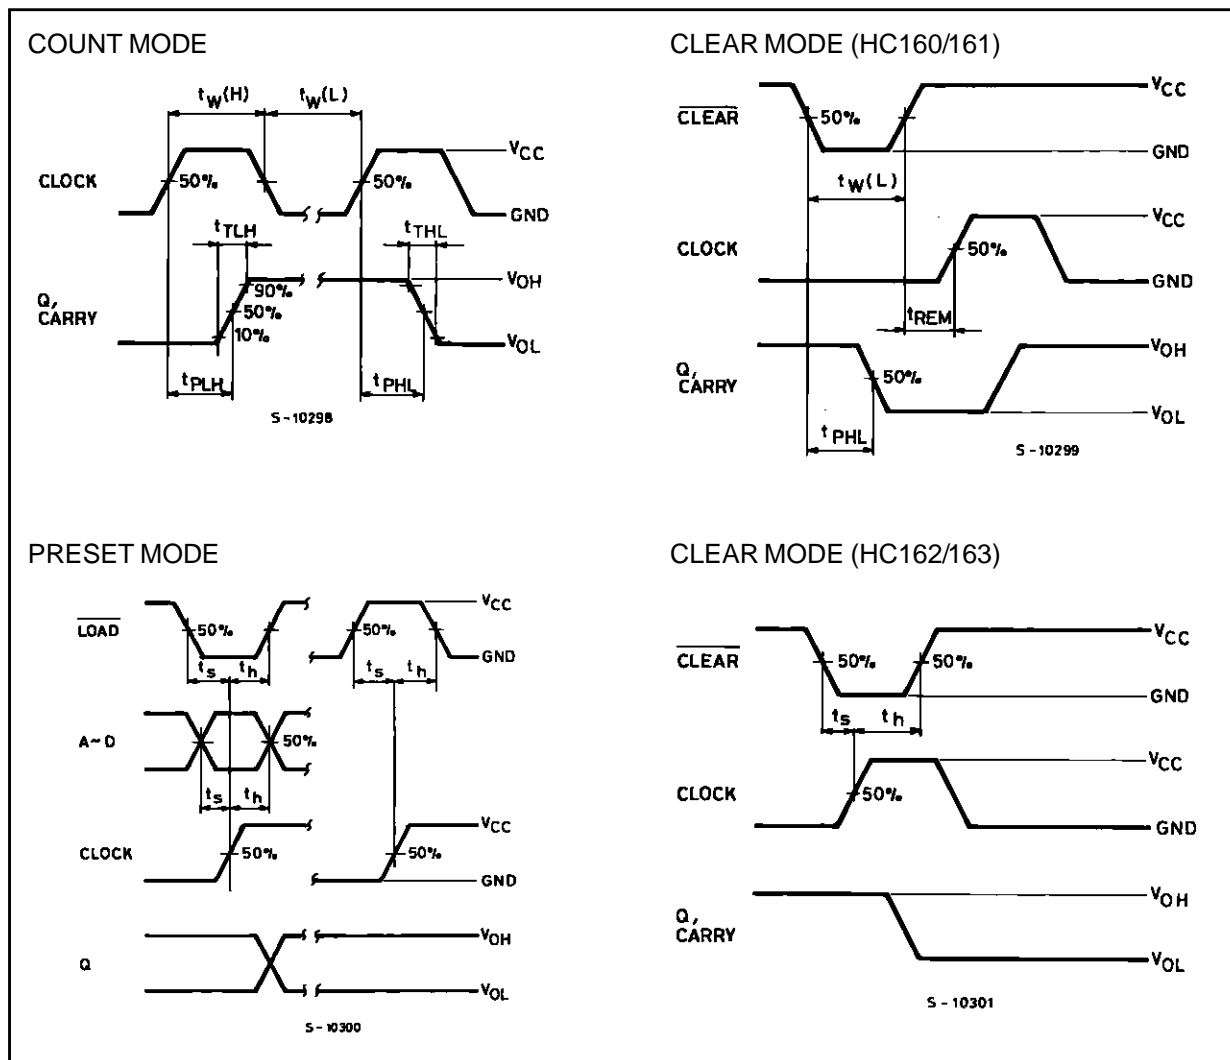 COUNT MODE
tW(H) tW(L)
VCC
CLOCK 50% 50%
GND
tTLH tTHL
VOH
90%
Q, 50%
CARRY 10%
VOL
tPLH tPHL
S-10298
CLEAR MODE (HC160/161)
VCC
CLEAR 50%
GND
tW(L)
VCC
CLOCK 50%
GND
tREM
VOH
Q, 50%
CARRY
VOL
tPHL
S-10299
PRESET MODE
VCC
LOAD 50% 50%
GND
ts th ts th
A~D 50%
ts th
VCC
CLOCK 50% 50%
GND
VOH
Q
VOL
S-10300
CLEAR MODE (HC162/163)
VCC
CLEAR 50% 50%
GND
ts th
VCC
CLOCK 50%
GND
VOH
Q,
CARRY
VOL
S-10301